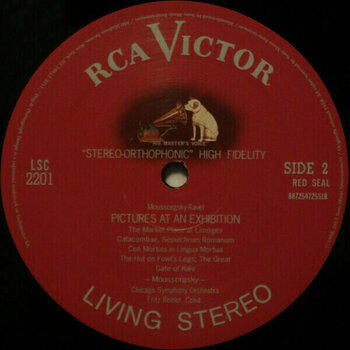 RCA VICTOR
"HIS MASTER'S VOICE"
"STEREO-ORTHOPHONIC" HIGH FIDELITY
LSC
2201
SIDE 2
RED SEAL
88725472551B
Moussorgsky-Ravel
PICTURES AT AN EXHIBITION
The Market Place at Limoges
Catacombae, Sepulchrum Romanum
Con Mortuis in Lingua Mortua
The Hut on Fowl's Legs; The Great
Gate of Kiev
– Moussorgsky –
Chicago Symphony Orchestra
Fritz Reiner, Cond.
LIVING STEREO